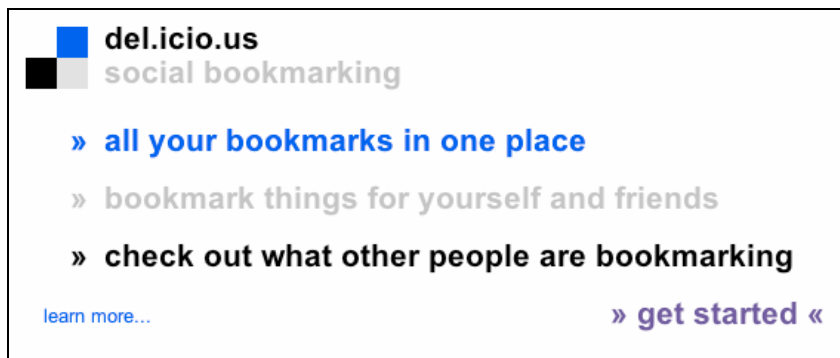 del.icio.us
social bookmarking
» all your bookmarks in one place
» bookmark things for yourself and friends
» check out what other people are bookmarking
learn more... » get started «